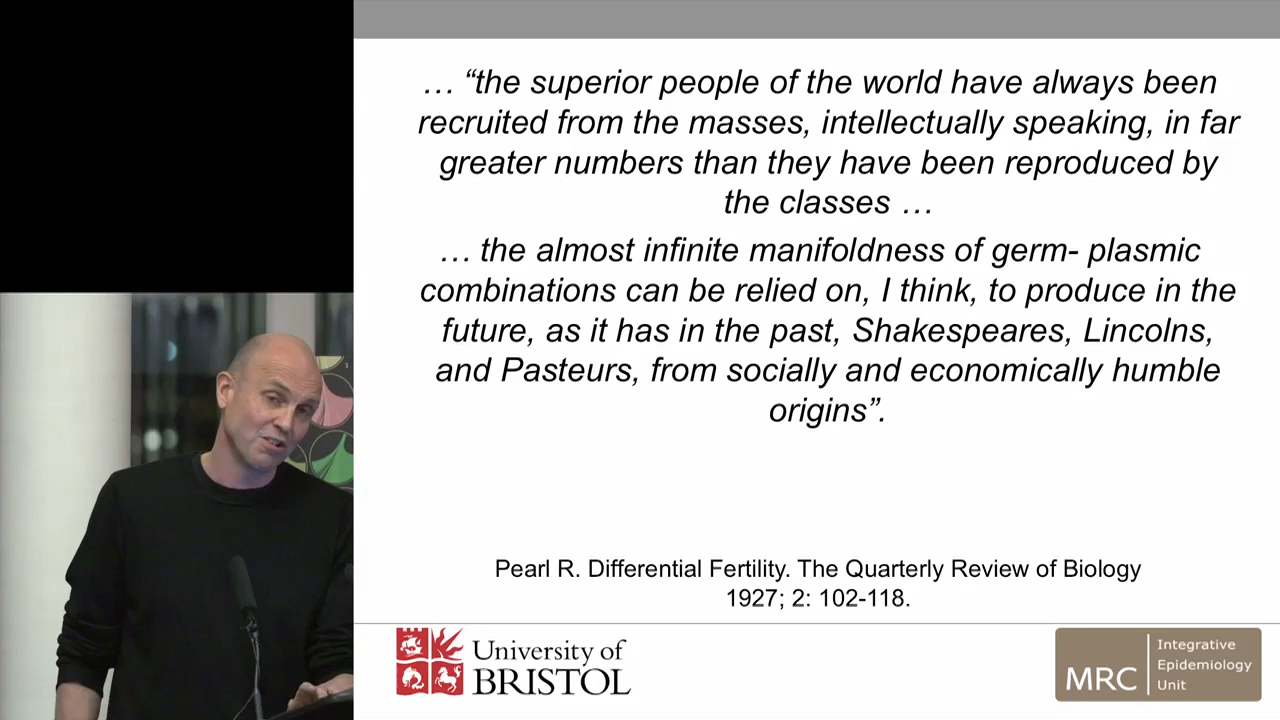 … “the superior people of the world have always been
recruited from the masses, intellectually speaking, in far
greater numbers than they have been reproduced by
the classes …
… the almost infinite manifoldness of germ- plasmic
combinations can be relied on, I think, to produce in the
future, as it has in the past, Shakespeares, Lincolns,
and Pasteurs, from socially and economically humble
origins”.
Pearl R. Differential Fertility. The Quarterly Review of Biology
1927; 2: 102-118.
University of
BRISTOL
MRC
Integrative
Epidemiology
Unit